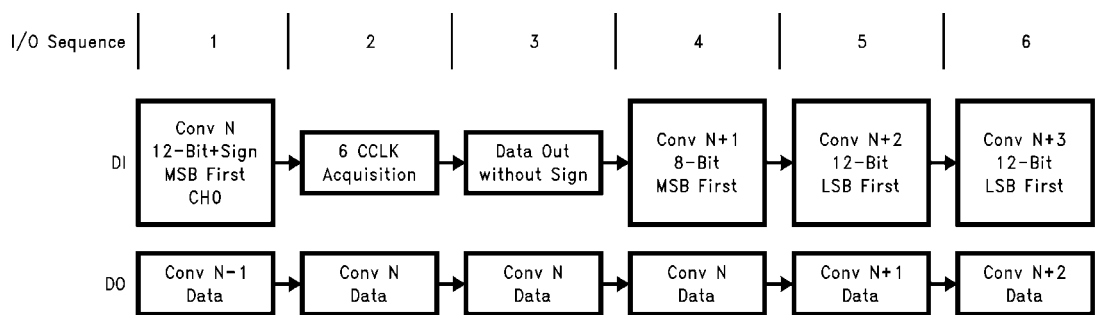 I/O Sequence 1 2 3 4 5 6
DI
Conv N
12-Bit+Sign
MSB First
CH0
6 CCLK
Acquisition
Data Out
without Sign
Conv N+1
8-Bit
MSB First
Conv N+2
12-Bit
LSB First
Conv N+3
12-Bit
LSB First
DO
Conv N-1
Data
Conv N
Data
Conv N
Data
Conv N
Data
Conv N+1
Data
Conv N+2
Data